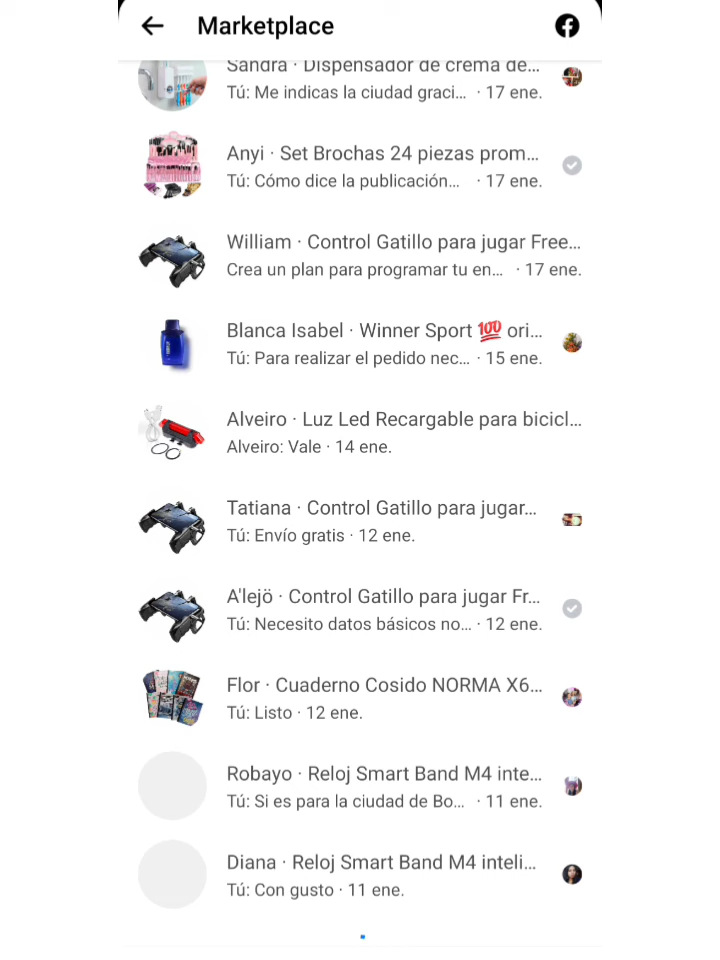 Marketplace
Sandra · Dispensador de crema de...
Tú: Me indicas la ciudad graci... · 17 ene.
Anyi · Set Brochas 24 piezas prom...
Tú: Cómo dice la publicación... · 17 ene.
William · Control Gatillo para jugar Free...
Crea un plan para programar tu en... · 17 ene.
Blanca Isabel · Winner Sport 💯 ori...
Tú: Para realizar el pedido nec... · 15 ene.
Alveiro · Luz Led Recargable para bicicl...
Alveiro: Vale · 14 ene.
Tatiana · Control Gatillo para jugar...
Tú: Envío gratis · 12 ene.
A'lejö · Control Gatillo para jugar Fr...
Tú: Necesito datos básicos no... · 12 ene.
Flor · Cuaderno Cosido NORMA X6...
Tú: Listo · 12 ene.
Robayo · Reloj Smart Band M4 inte...
Tú: Si es para la ciudad de Bo... · 11 ene.
Diana · Reloj Smart Band M4 inteli...
Tú: Con gusto · 11 ene.